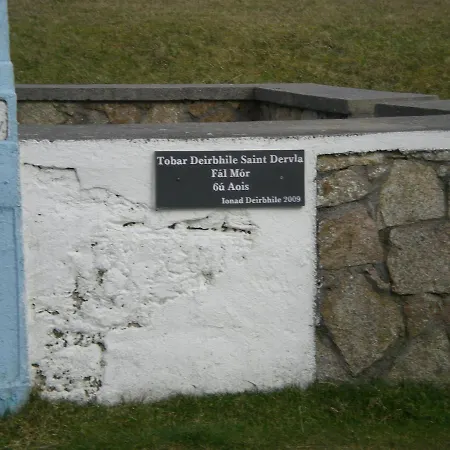 Tobar Deirbhile Saint Dervla
Fál Mór
6ú Aois
Ionad Deirbhile 2009